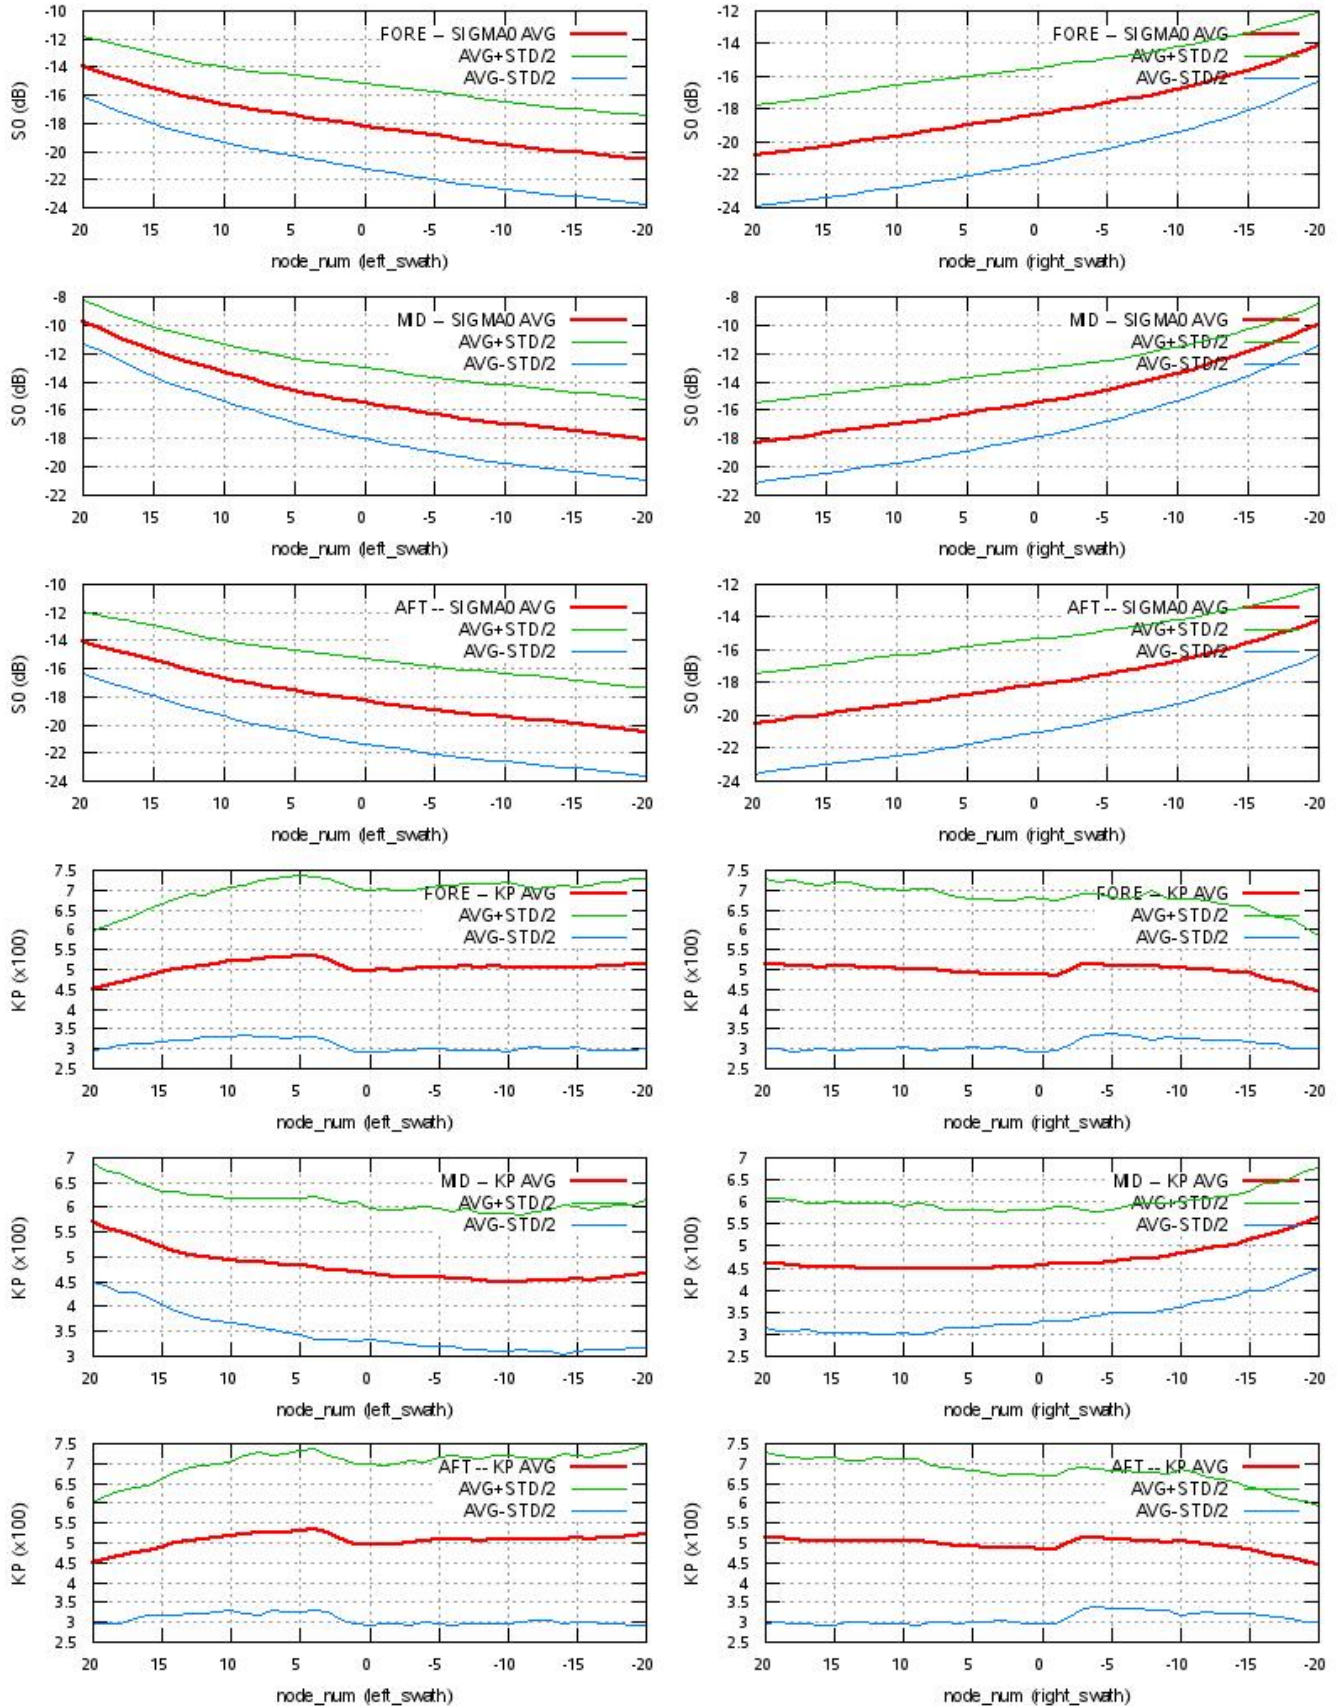 -10
-12
-14
-16
-18
-20
-22
-24
S0 (dB)
FORE -- SIGMA0 AVG
AVG+STD/2
AVG-STD/2
20 15 10 5 0 -5 -10 -15 -20
node_num (left_swath)
-12
-14
-16
-18
-20
-22
-24
S0 (dB)
FORE -- SIGMA0 AVG
AVG+STD/2
AVG-STD/2
20 15 10 5 0 -5 -10 -15 -20
node_num (right_swath)
-8
-10
-12
-14
-16
-18
-20
-22
S0 (dB)
MID -- SIGMA0 AVG
AVG+STD/2
AVG-STD/2
20 15 10 5 0 -5 -10 -15 -20
node_num (left_swath)
-8
-10
-12
-14
-16
-18
-20
-22
S0 (dB)
MID -- SIGMA0 AVG
AVG+STD/2
AVG-STD/2
20 15 10 5 0 -5 -10 -15 -20
node_num (right_swath)
-10
-12
-14
-16
-18
-20
-22
-24
S0 (dB)
AFT -- SIGMA0 AVG
AVG+STD/2
AVG-STD/2
20 15 10 5 0 -5 -10 -15 -20
node_num (left_swath)
-12
-14
-16
-18
-20
-22
-24
S0 (dB)
AFT -- SIGMA0 AVG
AVG+STD/2
AVG-STD/2
20 15 10 5 0 -5 -10 -15 -20
node_num (right_swath)
7.5
7
6.5
6
5.5
5
4.5
4
3.5
3
2.5
KP (x100)
FORE -- KP AVG
AVG+STD/2
AVG-STD/2
20 15 10 5 0 -5 -10 -15 -20
node_num (left_swath)
7.5
7
6.5
6
5.5
5
4.5
4
3.5
3
2.5
KP (x100)
FORE -- KP AVG
AVG+STD/2
AVG-STD/2
20 15 10 5 0 -5 -10 -15 -20
node_num (right_swath)
7
6.5
6
5.5
5
4.5
4
3.5
3
KP (x100)
MID -- KP AVG
AVG+STD/2
AVG-STD/2
20 15 10 5 0 -5 -10 -15 -20
node_num (left_swath)
7
6.5
6
5.5
5
4.5
4
3.5
3
2.5
KP (x100)
MID -- KP AVG
AVG+STD/2
AVG-STD/2
20 15 10 5 0 -5 -10 -15 -20
node_num (right_swath)
7.5
7
6.5
6
5.5
5
4.5
4
3.5
3
2.5
KP (x100)
AFT -- KP AVG
AVG+STD/2
AVG-STD/2
20 15 10 5 0 -5 -10 -15 -20
node_num (left_swath)
7.5
7
6.5
6
5.5
5
4.5
4
3.5
3
2.5
KP (x100)
AFT -- KP AVG
AVG+STD/2
AVG-STD/2
20 15 10 5 0 -5 -10 -15 -20
node_num (right_swath)